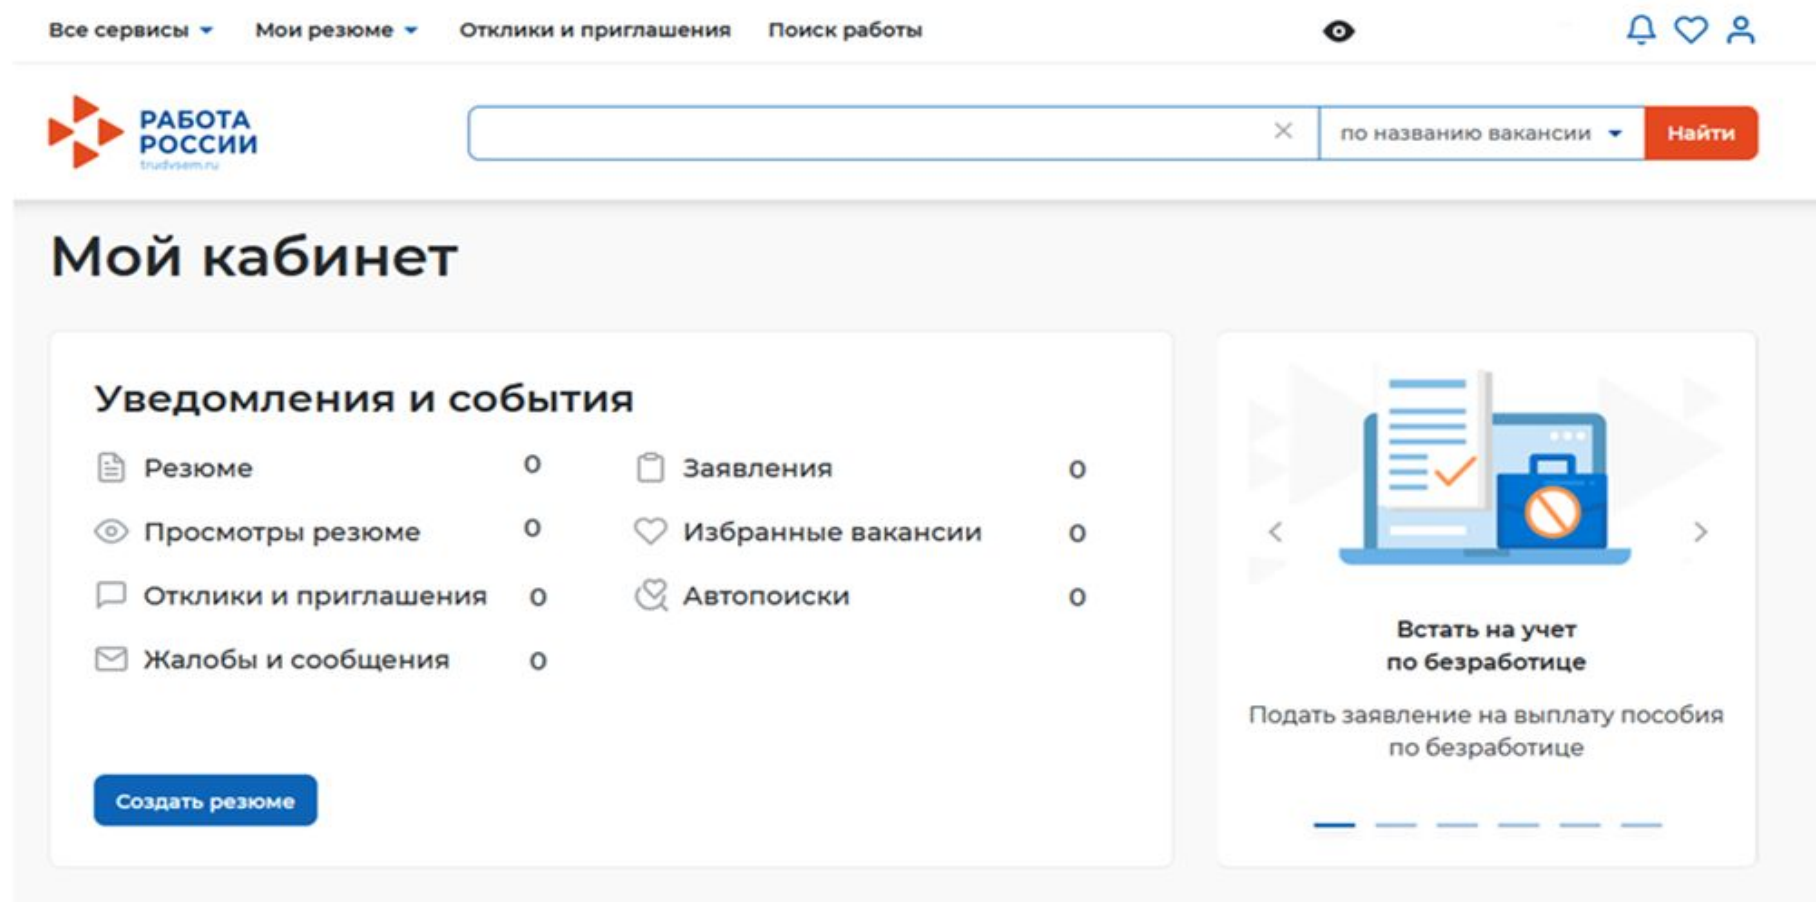 Все сервисы Мои резюме Отклики и приглашения Поиск работы
РАБОТА
РОССИИ
trudvsem.ru
по названию вакансии Найти
Мой кабинет
Уведомления и события
Резюме 0 Заявления 0
Просмотры резюме 0 Избранные вакансии 0
Отклики и приглашения 0 Автопоиски 0
Жалобы и сообщения 0
Создать резюме
Встать на учет
по безработице
Подать заявление на выплату пособия
по безработице